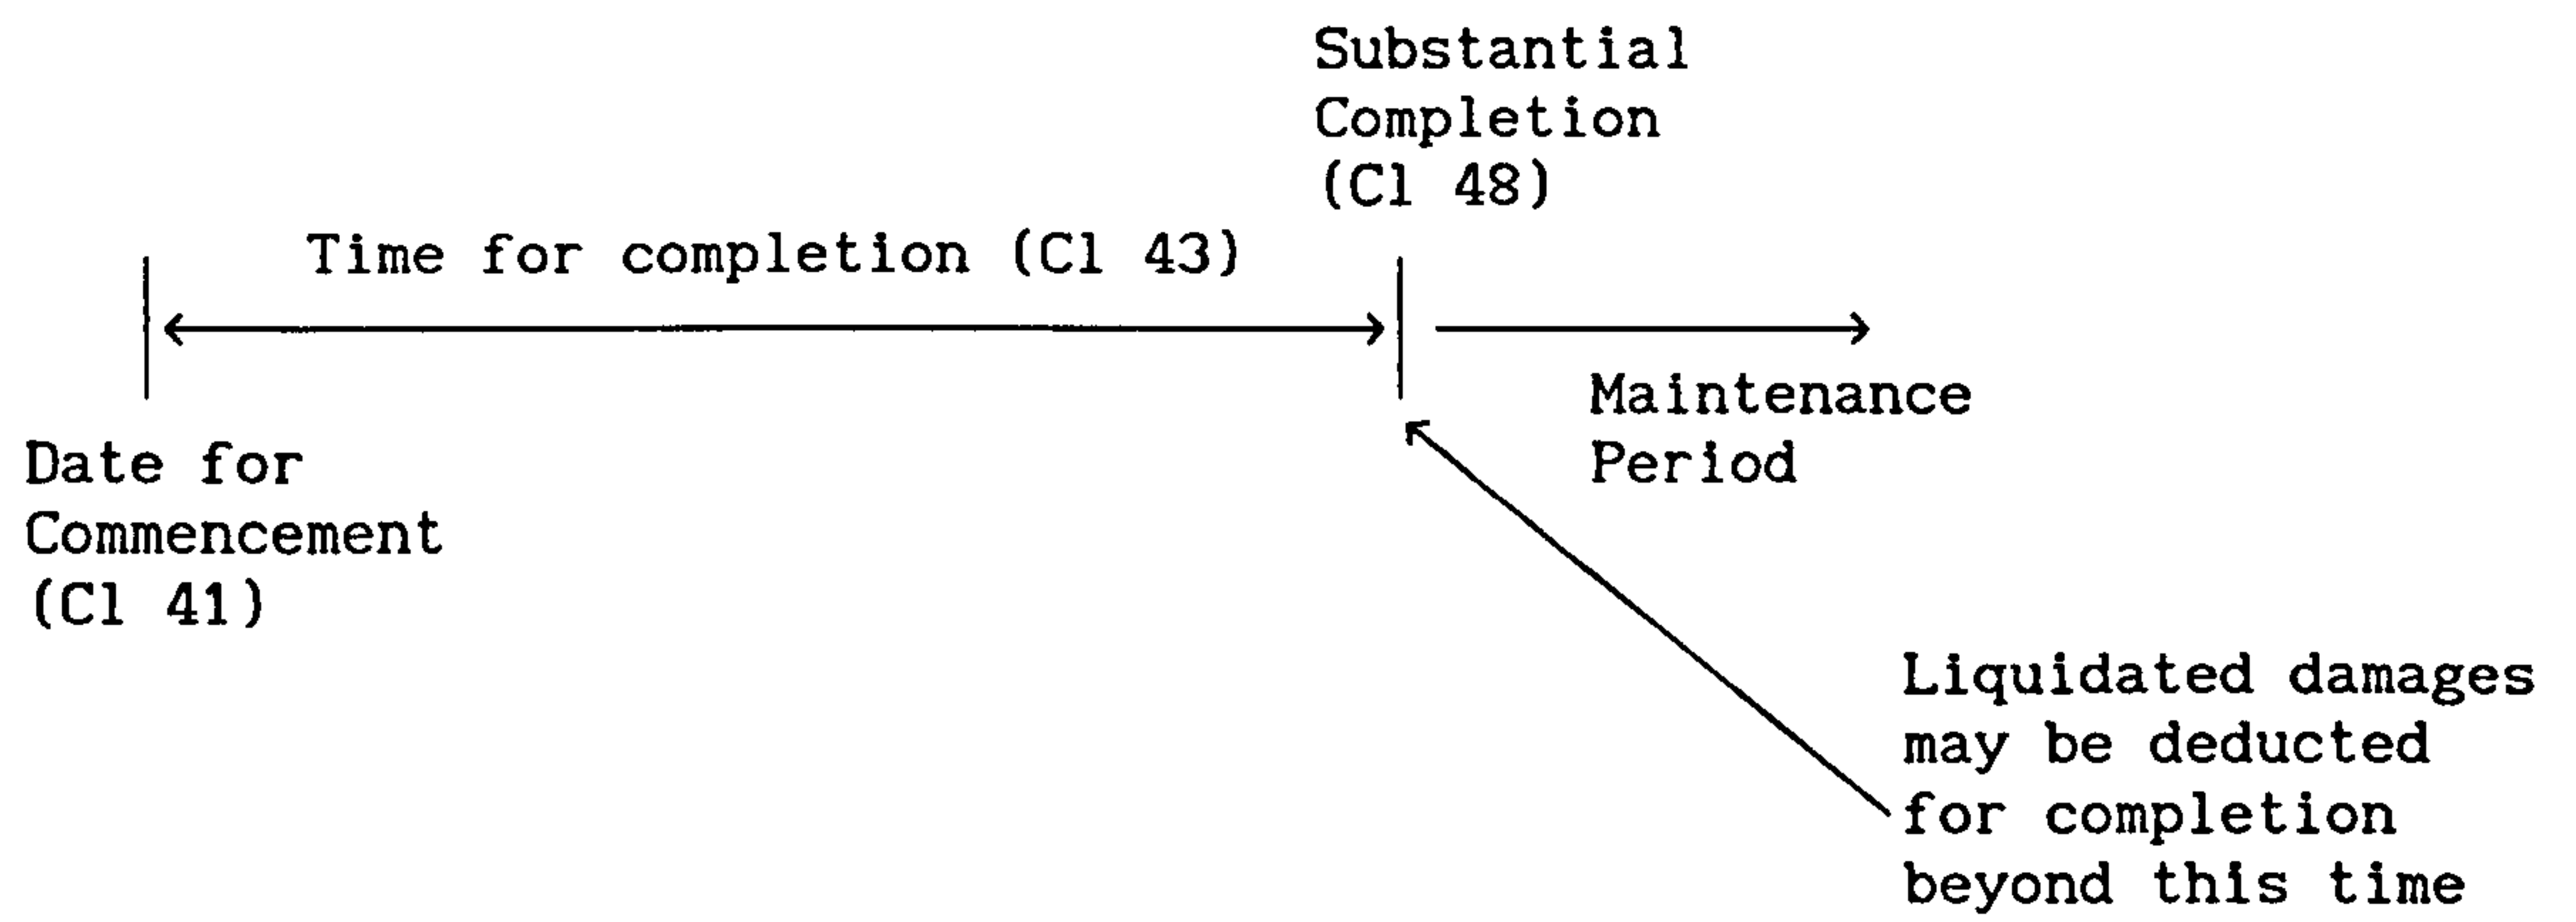 Substantial
Completion
(Cl 48)
Time for completion (Cl 43)
Date for
Commencement
(Cl 41)
Maintenance
Period
Liquidated damages
may be deducted
for completion
beyond this time